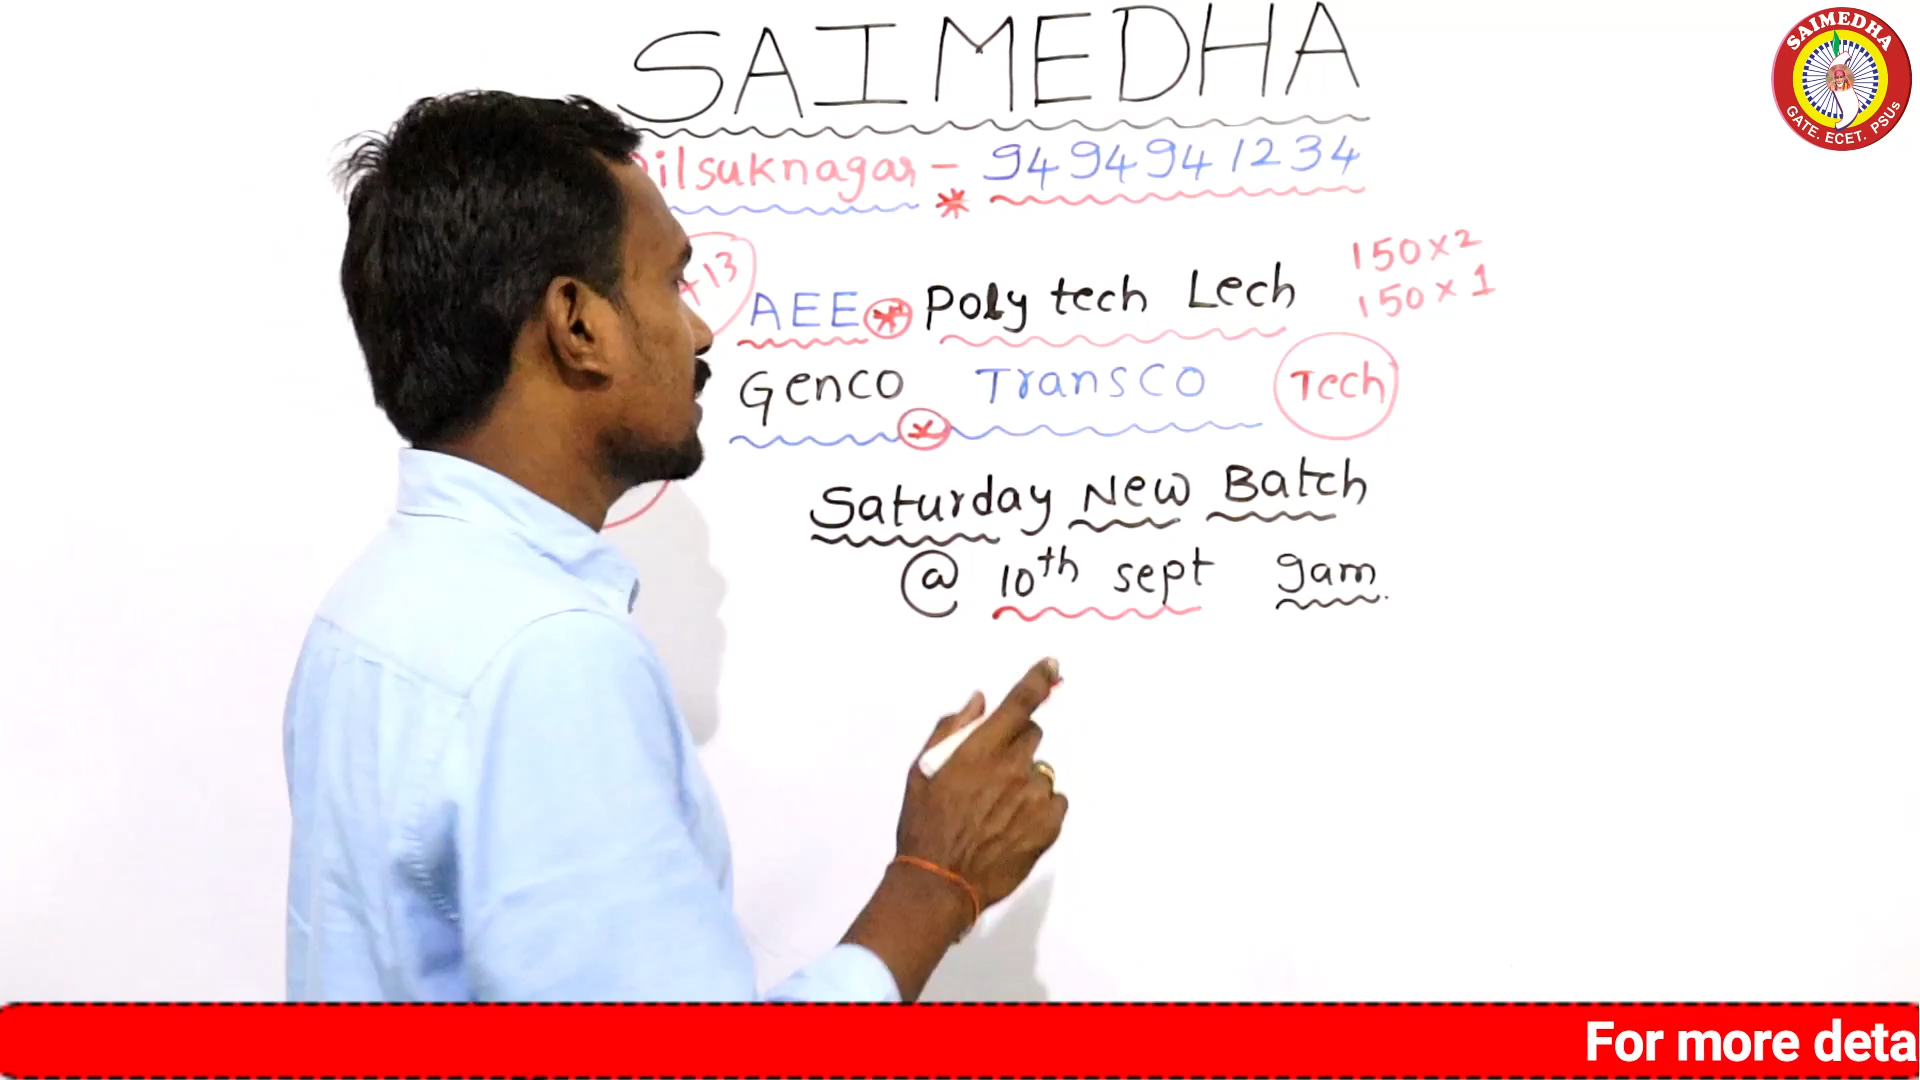 SAIMEDHA
ilsuknagar - 9494941234
150 x 2
150 x 1
x 13
AEE * Poly tech Lech
Genco Transco Tech
*
Saturday New Batch
@ 10th sept 9am.
SAIMEDHA
GATE. ECET. PSUs
For more deta